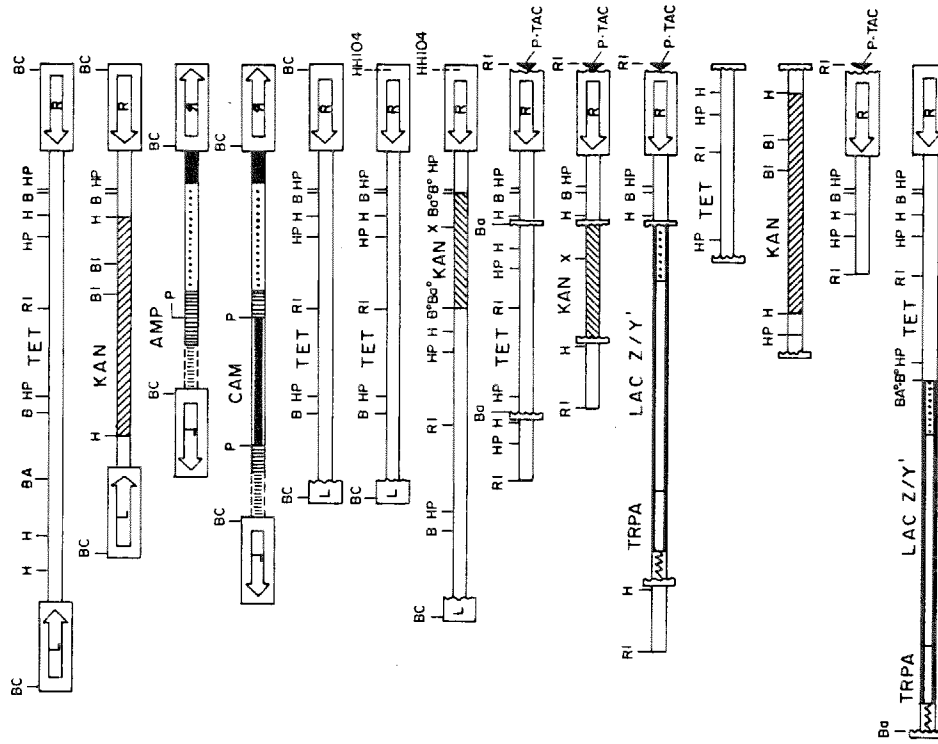 BC H H BA B HP RI HP H B HP BC
TET
L R
BC H BI BI H B HP BC
KAN
L R
BC P BC
AMP
L R
BC P P BC
CAM
L R
BC B HP RI HP H B HP BC
TET
L R
BC B HP RI HP H B HP HH104
TET
L R
BC B HP RI HP H B°Ba° X Ba°B° HP HH104
KAN
L R
RI HP H Ba HP RI HP H Ba H B HP RI P-TAC
TET
R
RI H X H B HP RI P-TAC
KAN
R
RI H H B HP RI P-TAC
TRPA LAC Z/Y'
R
HP RI HP H
TET
HP H BI BI H
KAN
RI HP H B HP RI P-TAC
R
Ba BA°B° HP RI HP H B HP
TRPA LAC Z/Y' TET
R